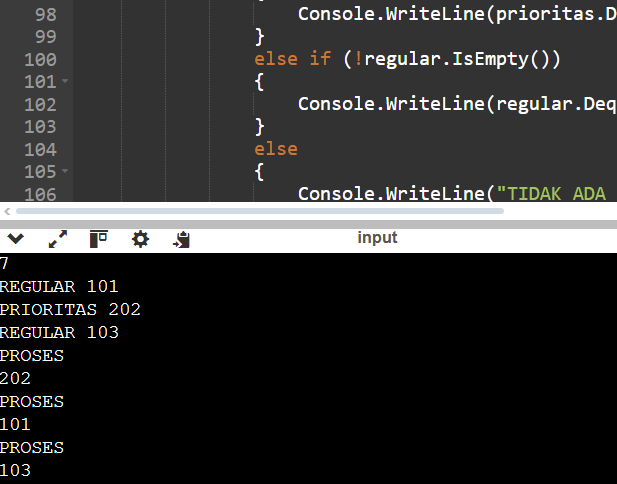 98 Console.WriteLine(prioritas.D
99 }
100 else if (!regular.IsEmpty())
101 {
102 Console.WriteLine(regular.Deq
103 }
104 else
105 {
106 Console.WriteLine("TIDAK ADA
input
7
REGULAR 101
PRIORITAS 202
REGULAR 103
PROSES
202
PROSES
101
PROSES
103